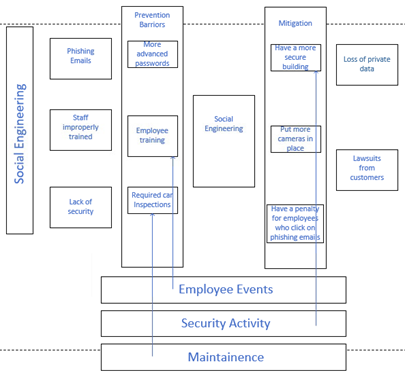 Social Engineering
Phishing
Emails
Staff
improperly
trained
Lack of
security
Prevention
Barriors
More
advanced
passwords
Employee
training
Required car
Inspections
Social
Engineering
Mitigation
Have a more
secure
building
Put more
cameras in
place
Have a penalty
for employees
who click on
phishing emails
Loss of private
data
Lawsuits
from
customers
Employee Events
Security Activity
Maintainence